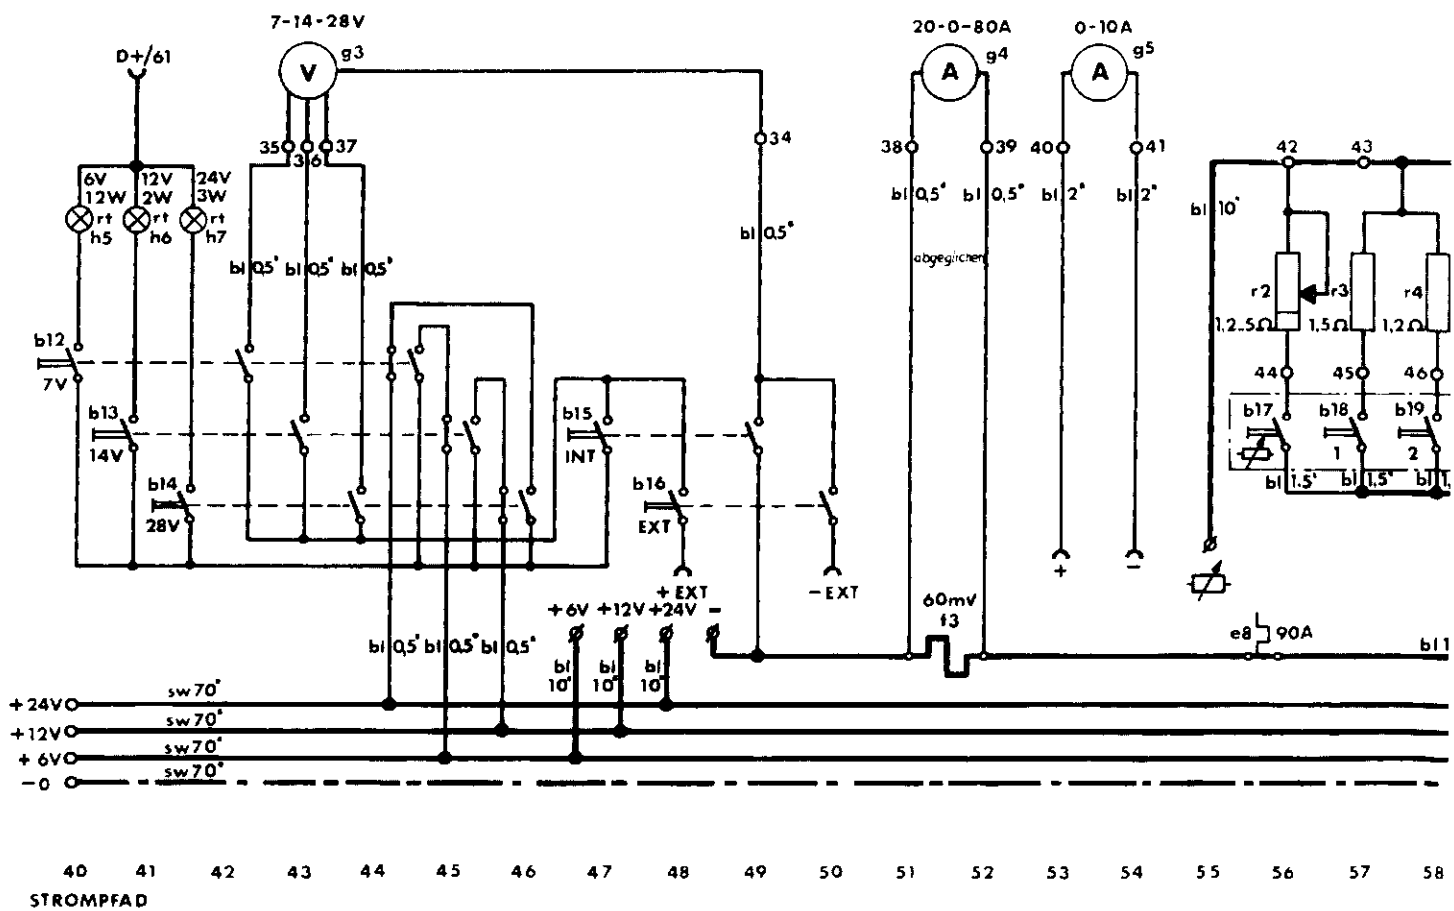 7-14-28V
g3
V
D+/61
20-0-80A
g4
A
0-10A
g5
A
35
36
37
34
38
39
40
41
42
43
6V
12W
rt
h5
12V
2W
rt
h6
24V
3W
rt
h7
bl 0,5"
bl 0,5"
bl 0,5"
bl 0,5"
bl 0,5"
bl 0,5"
abgeglichen
bl 2"
bl 2"
bl 10"
r2
1,2-5Ω
r3
1,5Ω
r4
1,2Ω
44
45
46
b12
7V
b13
14V
b14
28V
b15
INT
b16
EXT
b17
b18
1
b19
2
bl 1.5"
bl 1,5"
bl 1,
+ EXT
- EXT
+
-
+6V
+12V
+24V
-
60mV
f3
e8
90A
bl 0,5"
bl 0,5"
bl 0,5"
bl
10"
bl
10"
bl
10"
bl 1
+24V
sw 70"
+12V
sw 70"
+ 6V
sw 70"
- 0
sw 70"
40 41 42 43 44 45 46 47 48 49 50 51 52 53 54 55 56 57 58
STROMPFAD